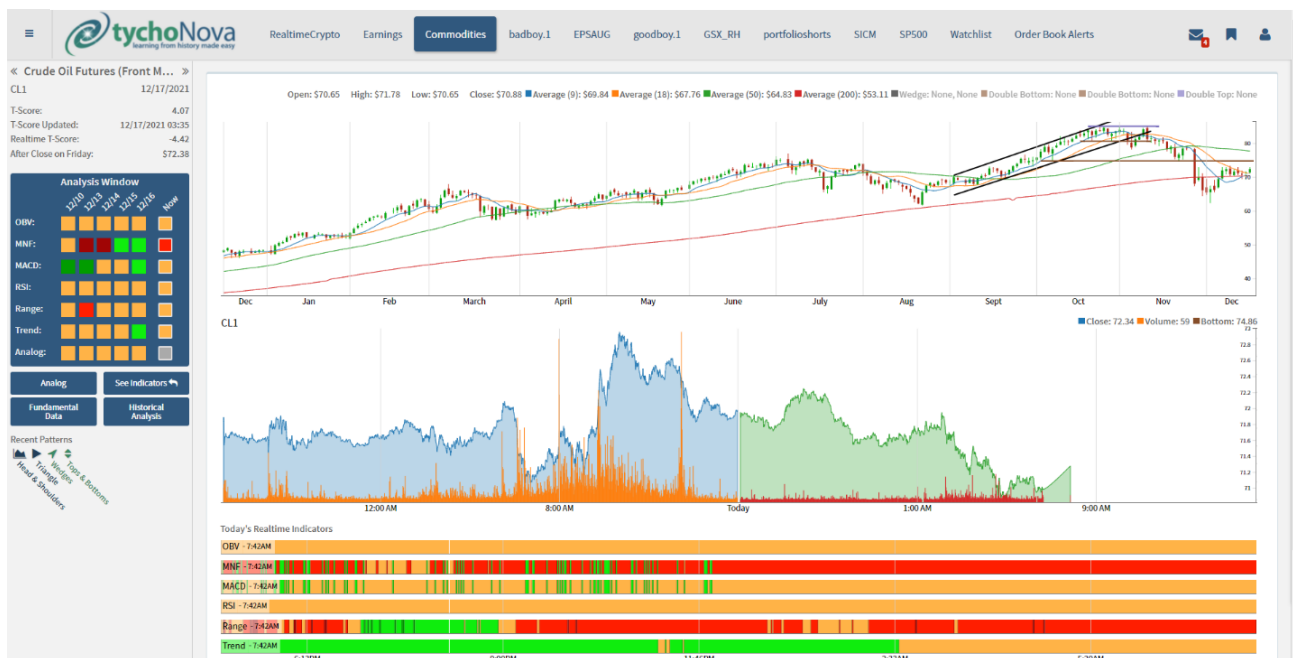 tychoNova
learning from history made easy
RealtimeCrypto Earnings Commodities badboy.1 EPSAUG goodboy.1 GSX_RH portfolioshorts SICM SP500 Watchlist Order Book Alerts
4
« Crude Oil Futures (Front M... »
CL1 12/17/2021
T-Score: 4.07
T-Score Updated: 12/17/2021 03:35
Realtime T-Score: -4.42
After Close on Friday: $72.38
Analysis Window
12/10 12/13 12/14 12/15 12/16 Now
OBV:
MNF:
MACD:
RSI:
Range:
Trend:
Analog:
Analog See Indicators
Fundamental Data Historical Analysis
Recent Patterns
Head & Shoulders
Triangle
Wedges
Tops & Bottoms
Open: $70.65 High: $71.78 Low: $70.65 Close: $70.88 Average (9): $69.84 Average (18): $67.76 Average (50): $64.83 Average (200): $53.11 Wedge: None, None Double Bottom: None Double Bottom: None Double Top: None
80
70
60
50
40
Dec Jan Feb March April May June July Aug Sept Oct Nov Dec
CL1 Close: 72.34 Volume: 59 Bottom: 74.86
73
72.8
72.6
72.4
72.2
72
71.8
71.6
71.4
71.2
71
12:00 AM 8:00 AM Today 1:00 AM 9:00 AM
Today's Realtime Indicators
OBV - 7:42AM
MNF - 7:42AM
MACD - 7:42AM
RSI - 7:42AM
Range - 7:42AM
Trend - 7:42AM